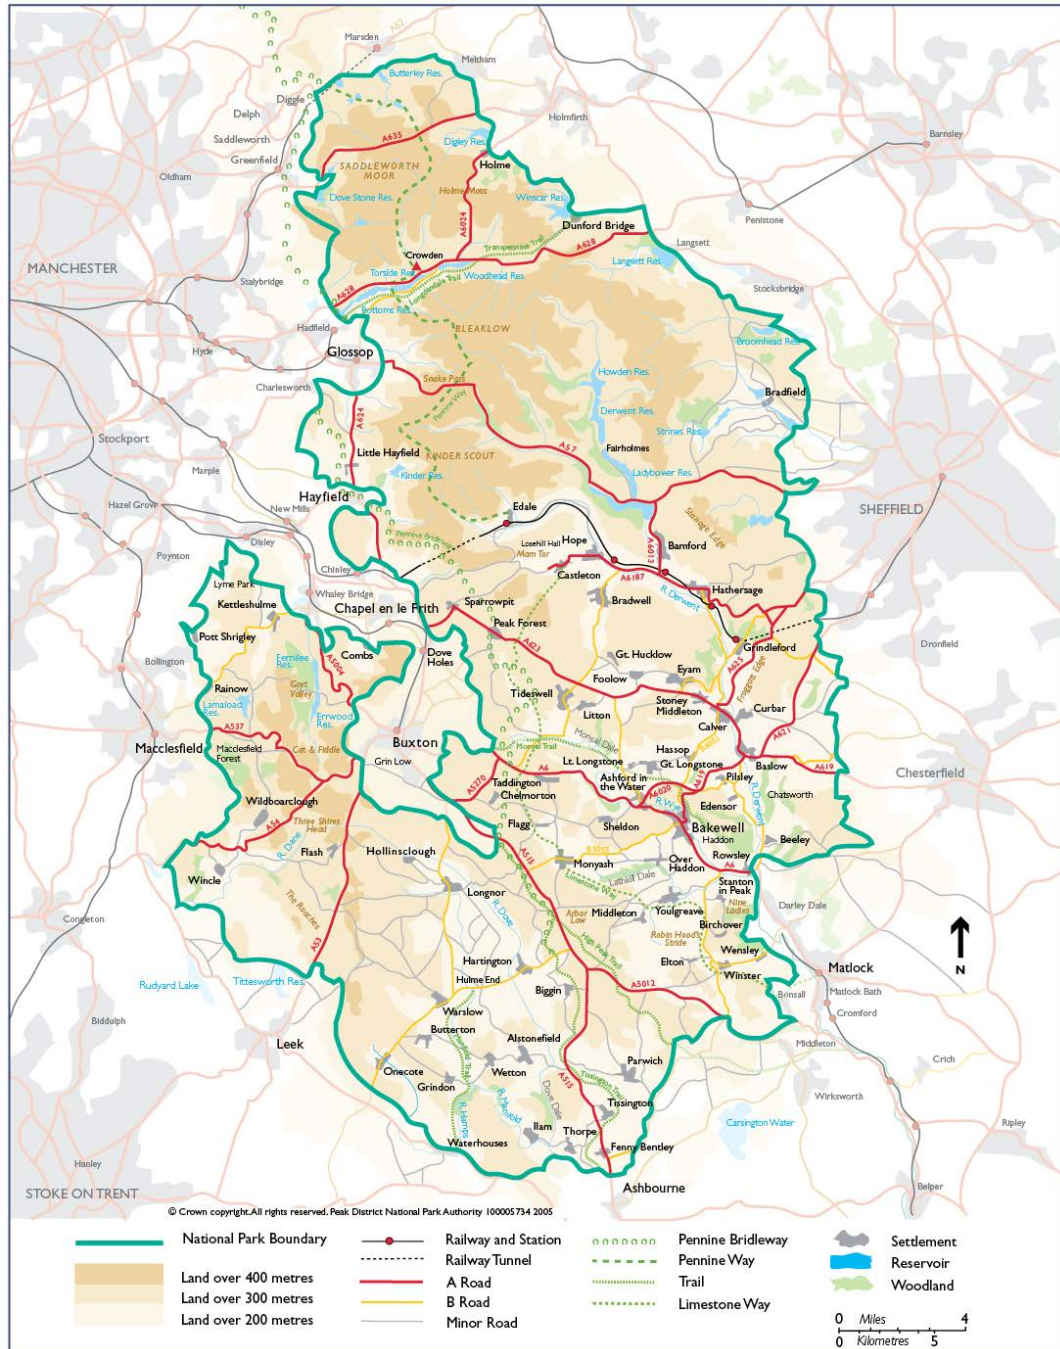 Marsden
A62
Meltham
Butterley Res.
Diggle
Delph
Saddleworth
Greenfield
Oldham
A635
Digley Res.
Holmfirth
Barnsley
SADDLEWORTH
MOOR
Holme
Holme Moss
Dove Stone Res.
Winscar Res.
A6024
Penistone
Dunford Bridge
Transpennine Trail
A628
Langsett
Langsett Res.
Crowden
MANCHESTER
Torside Res.
Woodhead Res.
Stalybridge
A628
Longdendale Trail
Bottoms Res.
Stocksbridge
Hadfield
BLEAKLOW
Broomhead Res.
Hyde
Glossop
Howden Res.
Charlesworth
Snake Pass
Pennine Way
Bradfield
A624
Derwent Res.
Strines Res.
Stockport
A57
Fairholmes
Marple
Little Hayfield
KINDER SCOUT
Kinder Res.
Ladybower Res.
Hazel Grove
New Mills
Hayfield
Edale
SHEFFIELD
Stanage Edge
Disley
Pennine Bridleway
Losehill Hall
Hope
A6013
Bamford
Poynton
Mam Tor
Chinley
Castleton
A6187
Hathersage
Lyme Park
Whaley Bridge
R. Derwent
Kettleshulme
Chapel en le Frith
Sparrowpit
Bradwell
Pott Shrigley
Peak Forest
A623
Dronfield
Combs
Dove
Holes
Grindleford
Bollington
Fernilee
Res.
A5004
Gt. Hucklow
Eyam
A625
Froggatt Edge
Foolow
Rainow
Goyt
Valley
Tideswell
Stoney
Middleton
Lamaload
Res.
Errwood
Res.
Litton
Curbar
Calver
A621
Macclesfield
A537
Buxton
Monsal Dale
Hassop
B6001
Macclesfield
Forest
Cat & Fiddle
Monsal Trail
Lt. Longstone
Gt. Longstone
Baslow
A619
Grin Low
A6
A619
Pilsley
Chesterfield
Taddington
Ashford in
the Water
A6020
R. Wye
R. Derwent
Chatsworth
A5270
Chelmorton
Edensor
Wildboarclough
A54
Three Shires
Head
Flagg
Sheldon
Bakewell
Haddon
Beeley
R. Dane
Flash
Hollinsclough
A515
B5055
Rowsley
A6
Monyash
Over
Haddon
Wincle
Lathkill Dale
Stanton
in Peak
Limestone Way
Longnor
The Roaches
R. Dove
Arbor
Low
Middleton
Youlgreave
Nine
Ladies
Darley Dale
Congleton
Birchover
A53
High Peak Trail
Robin Hood's
Stride
Wensley
Hartington
Elton
Winster
Matlock
N
Rudyard Lake
Tittesworth Res.
Hulme End
Biggin
A5012
Bonsall
Matlock Bath
Cromford
Biddulph
Warslow
Butterton
Alstonefield
Middleton
Leek
Manifold Trail
Crich
Onecote
Wetton
Parwich
Grindon
A515
Tissington Trail
Wirksworth
R. Manifold
Dove Dale
Tissington
R. Hamps
Carsington Water
Ripley
Ilam
Thorpe
Waterhouses
Fenny Bentley
Hanley
Ashbourne
Belper
STOKE ON TRENT
© Crown copyright. All rights reserved. Peak District National Park Authority 100005734 2005
National Park Boundary
Land over 400 metres
Land over 300 metres
Land over 200 metres
Railway and Station
Railway Tunnel
A Road
B Road
Minor Road
Pennine Bridleway
Pennine Way
Trail
Limestone Way
Settlement
Reservoir
Woodland
0 Miles 4
0 Kilometres 5